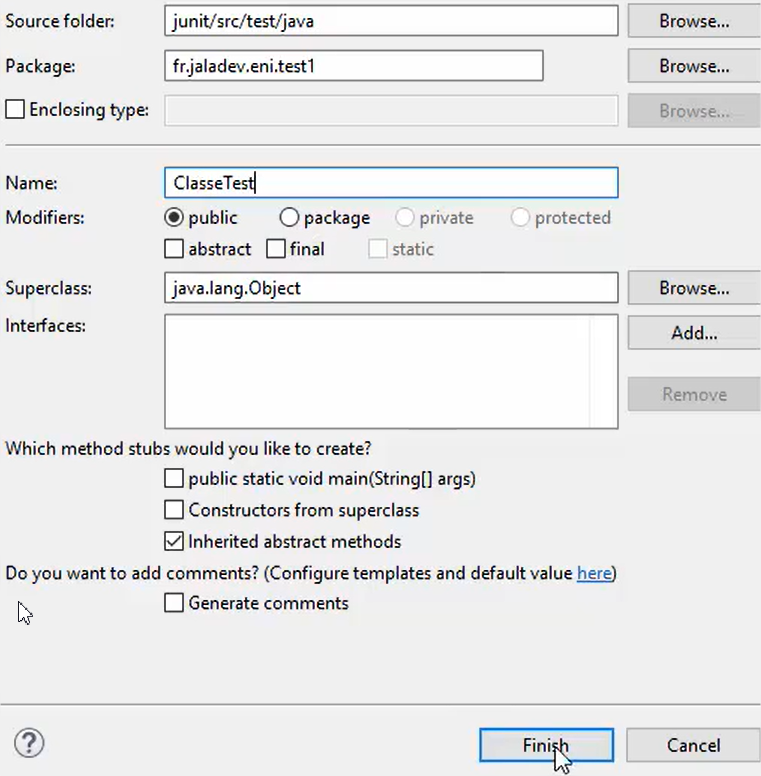 Source folder: junit/src/test/java Browse...
Package: fr.jaladev.eni.test1 Browse...
Enclosing type: Browse...
Name: ClasseTest
Modifiers: public package private protected
abstract final static
Superclass: java.lang.Object Browse...
Interfaces: Add...
Remove
Which method stubs would you like to create?
public static void main(String[] args)
Constructors from superclass
Inherited abstract methods
Do you want to add comments? (Configure templates and default value here)
Generate comments
? Finish Cancel